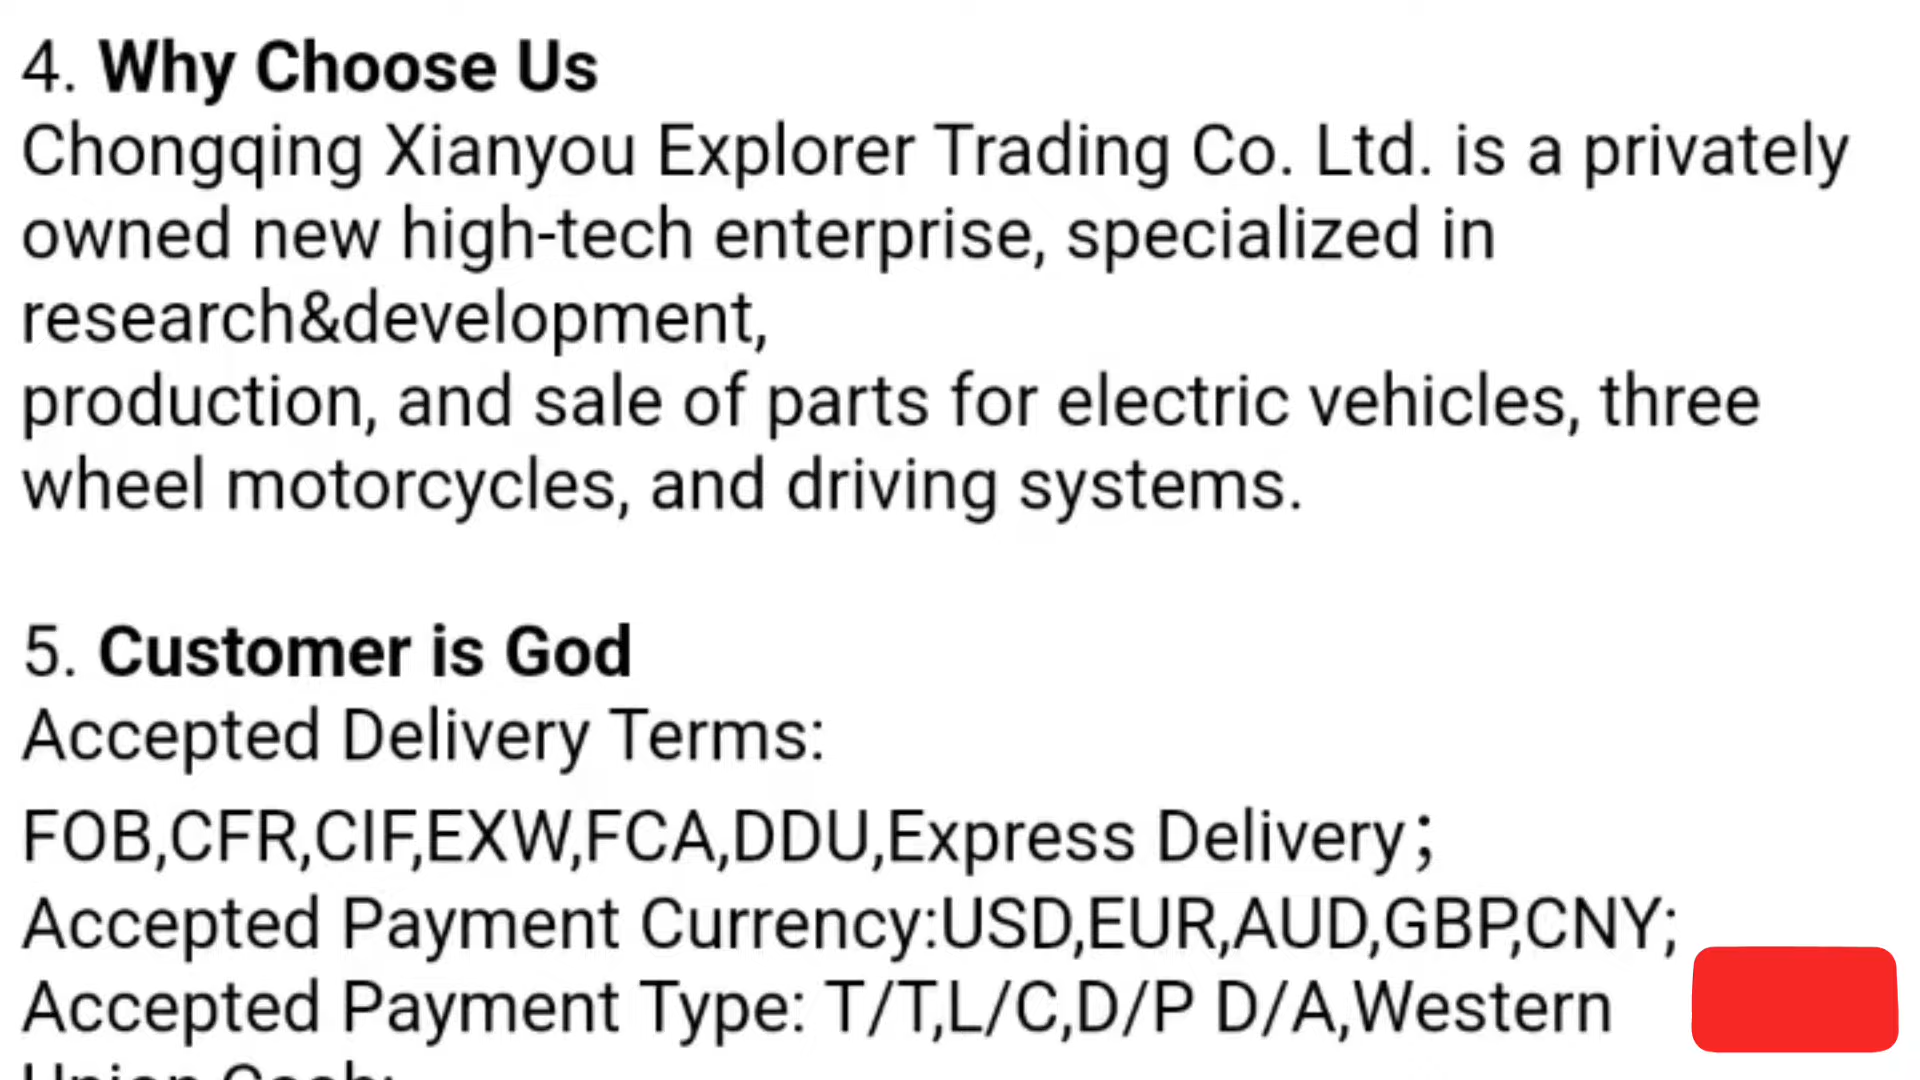 4. Why Choose Us
Chongqing Xianyou Explorer Trading Co. Ltd. is a privately
owned new high-tech enterprise, specialized in
research&development,
production, and sale of parts for electric vehicles, three
wheel motorcycles, and driving systems.
5. Customer is God
Accepted Delivery Terms:
FOB,CFR,CIF,EXW,FCA,DDU,Express Delivery；
Accepted Payment Currency:USD,EUR,AUD,GBP,CNY;
Accepted Payment Type: T/T,L/C,D/P D/A,Western
Union Cash;